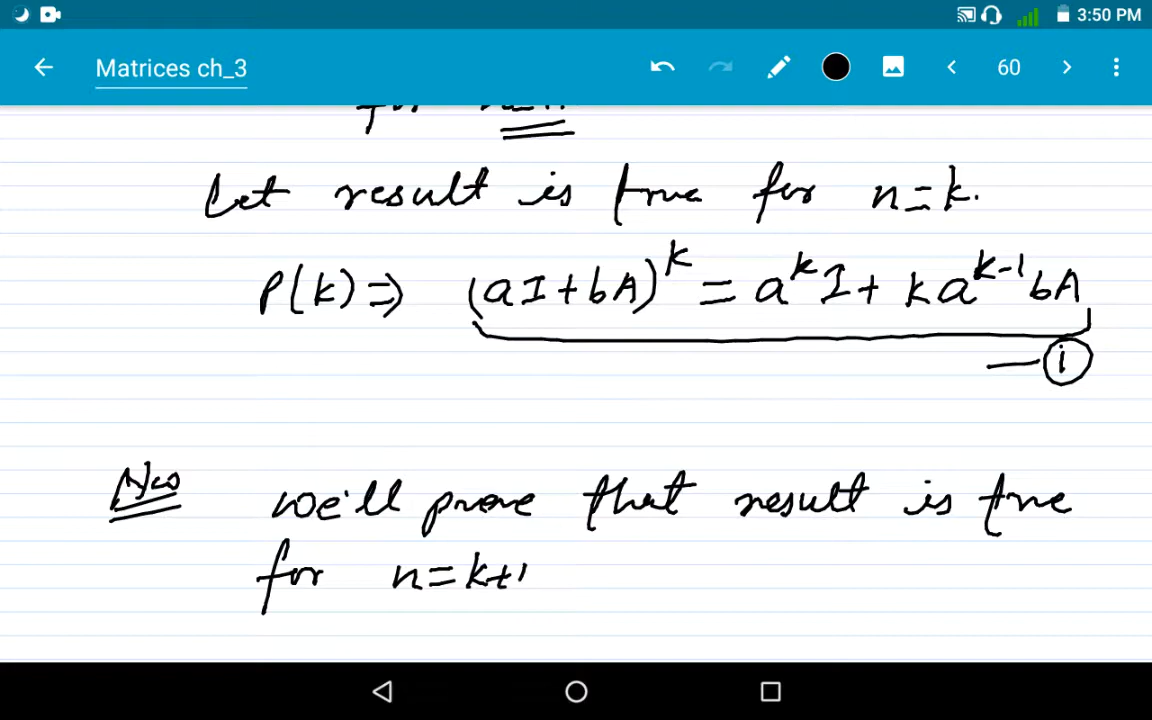 3:50 PM
Matrices ch_3
60
for
Let result is true for n=k.
P(k)⇒ (aI+bA)^k = a^k I + k a^{k-1} bA
— (i)
we'll prove that result is true
for n=k+1